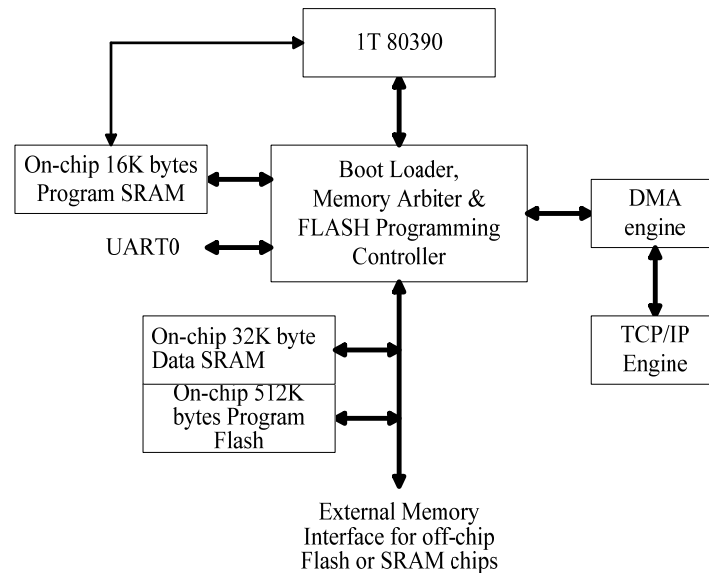 1T 80390
On-chip 16K bytes
Program SRAM
Boot Loader,
Memory Arbiter &
FLASH Programming
Controller
DMA
engine
UART0
On-chip 32K byte
Data SRAM
TCP/IP
Engine
On-chip 512K
bytes Program
Flash
External Memory
Interface for off-chip
Flash or SRAM chips